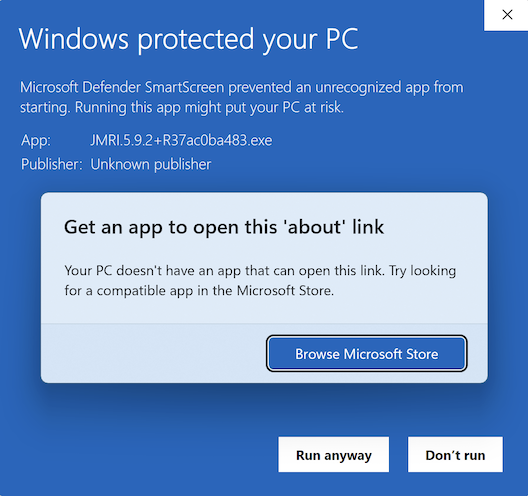 Windows protected your PC
Microsoft Defender SmartScreen prevented an unrecognized app from
starting. Running this app might put your PC at risk.
App: JMRI.5.9.2+R37ac0ba483.exe
Publisher: Unknown publisher
Get an app to open this 'about' link
Your PC doesn't have an app that can open this link. Try looking
for a compatible app in the Microsoft Store.
Browse Microsoft Store
Run anyway
Don't run